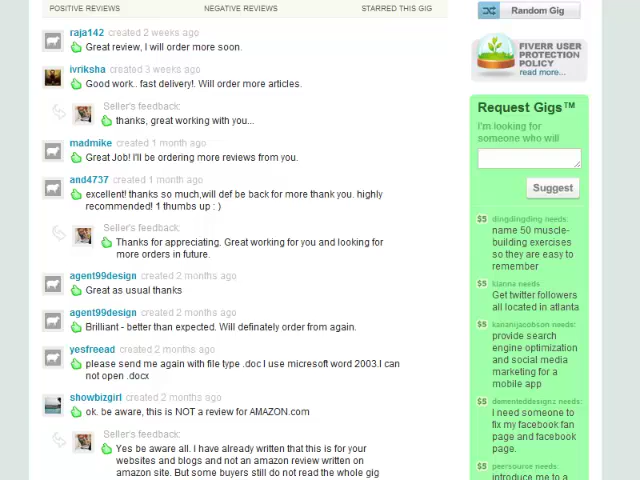 POSITIVE REVIEWS
NEGATIVE REVIEWS
STARRED THIS GIG
raja142 created 2 weeks ago
Great review, I will order more soon.
ivriksha created 3 weeks ago
Good work.. fast delivery!. Will order more articles.
Seller's feedback:
thanks, great working with you...
madmike created 1 month ago
Great Job! I'll be ordering more reviews from you.
and4737 created 1 month ago
excellent! thanks so much,will def be back for more thank you. highly
recommended! 1 thumbs up : )
Seller's feedback:
Thanks for appreciating. Great working for you and looking for
more orders in future.
agent99design created 2 months ago
Great as usual thanks
agent99design created 2 months ago
Brilliant - better than expected. Will definately order from again.
yesfreead created 2 months ago
please send me again with file type .doc I use micresoft word 2003.I can
not open .docx
showbizgirl created 2 months ago
ok. be aware, this is NOT a review for AMAZON.com
Seller's feedback:
Yes be aware all. I have already written that this is for your
websites and blogs and not an amazon review written on
amazon site. But some buyers still do not read the whole gig
Random Gig
FIVERR USER
PROTECTION
POLICY
read more...
Request Gigs™
I'm looking for
someone who will
Suggest
$5 dingdingding needs:
name 50 muscle-
building exercises
so they are easy to
remember
$5 kianna needs
Get twitter followers
all located in atlanta
$5 kananijacobson needs:
provide search
engine optimization
and social media
marketing for a
mobile app
$5 dementeddesignz needs:
I need someone to
fix my facebook fan
page and facebook
page.
$5 peersource needs
introduce me to a